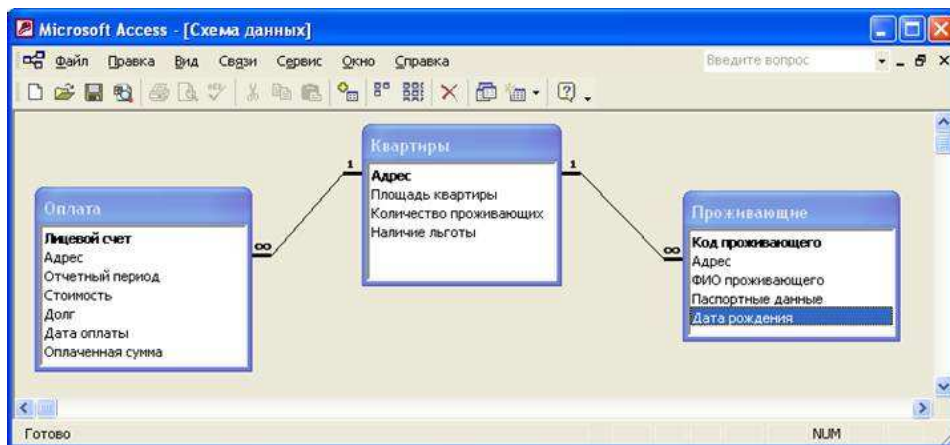 Microsoft Access - [Схема данных]
Файл Правка Вид Связи Сервис Окно Справка
Введите вопрос
Оплата
Лицевой счет
Адрес
Отчетный период
Стоимость
Долг
Дата оплаты
Оплаченная сумма
∞
1
Квартиры
Адрес
Площадь квартиры
Количество проживающих
Наличие льготы
1
∞
Проживающие
Код проживающего
Адрес
ФИО проживающего
Паспортные данные
Дата рождения
Готово
NUM